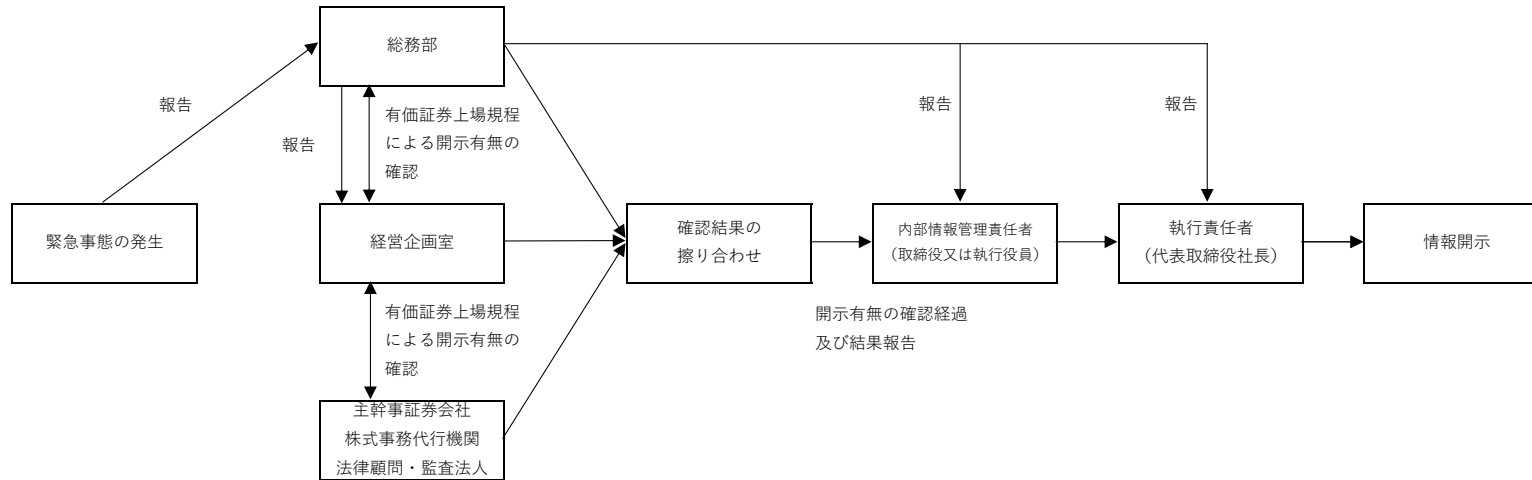 総務部
報告
有価証券上場規程
による開示有無の
確認
報告
報告
報告
緊急事態の発生
経営企画室
確認結果の
擦り合わせ
内部情報管理責任者
（取締役又は執行役員）
執行責任者
（代表取締役社長）
情報開示
有価証券上場規程
による開示有無の
確認
開示有無の確認経過
及び結果報告
主幹事証券会社
株式事務代行機関
法律顧問・監査法人